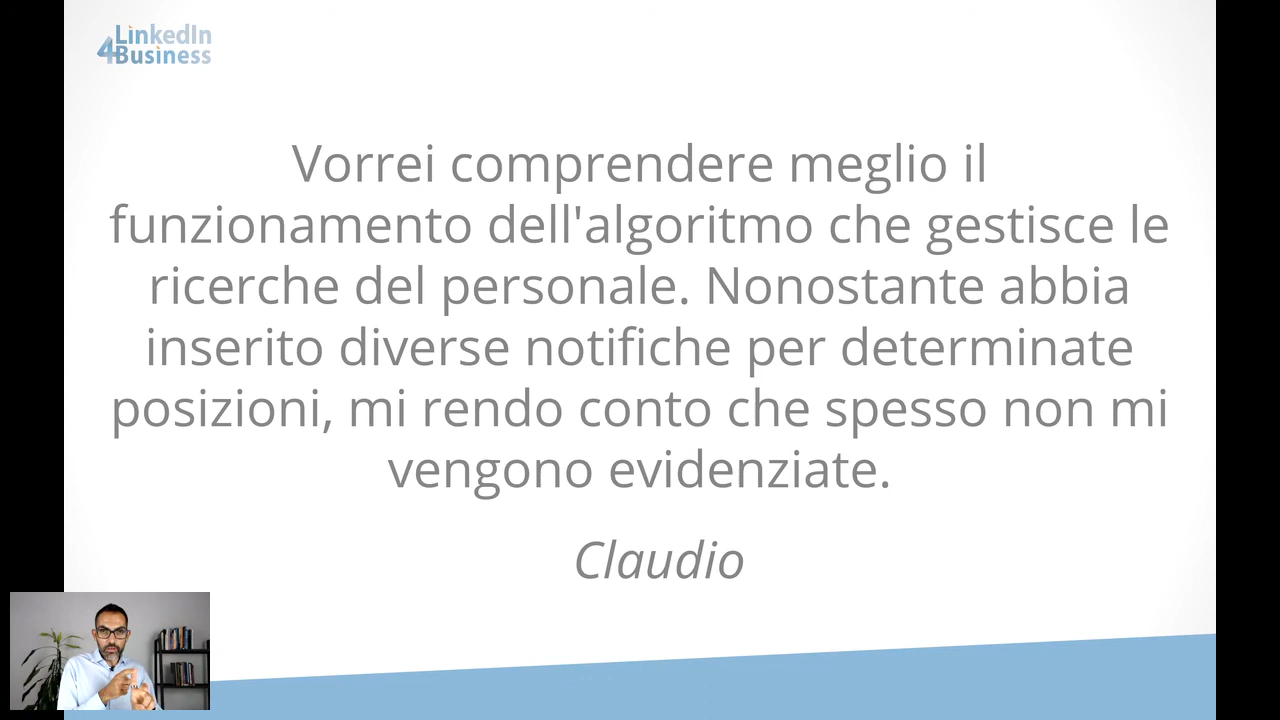 LinkedIn
4Business
Vorrei comprendere meglio il
funzionamento dell'algoritmo che gestisce le
ricerche del personale. Nonostante abbia
inserito diverse notifiche per determinate
posizioni, mi rendo conto che spesso non mi
vengono evidenziate.
Claudio